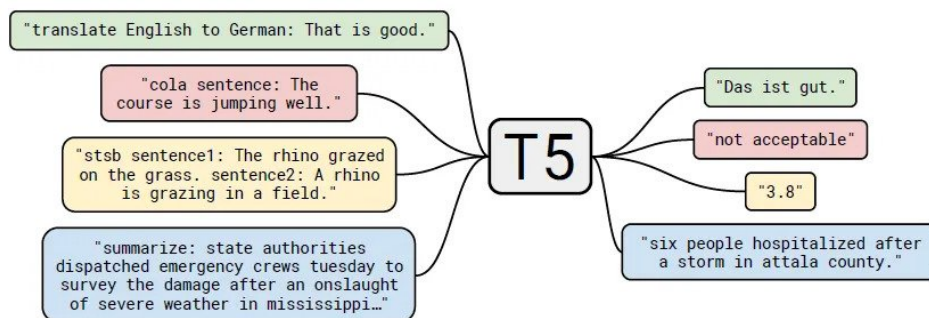 "translate English to German: That is good."
"cola sentence: The
course is jumping well."
"stsb sentence1: The rhino grazed
on the grass. sentence2: A rhino
is grazing in a field."
"summarize: state authorities
dispatched emergency crews tuesday to
survey the damage after an onslaught
of severe weather in mississippi…"
T5
"Das ist gut."
"not acceptable"
"3.8"
"six people hospitalized after
a storm in attala county."